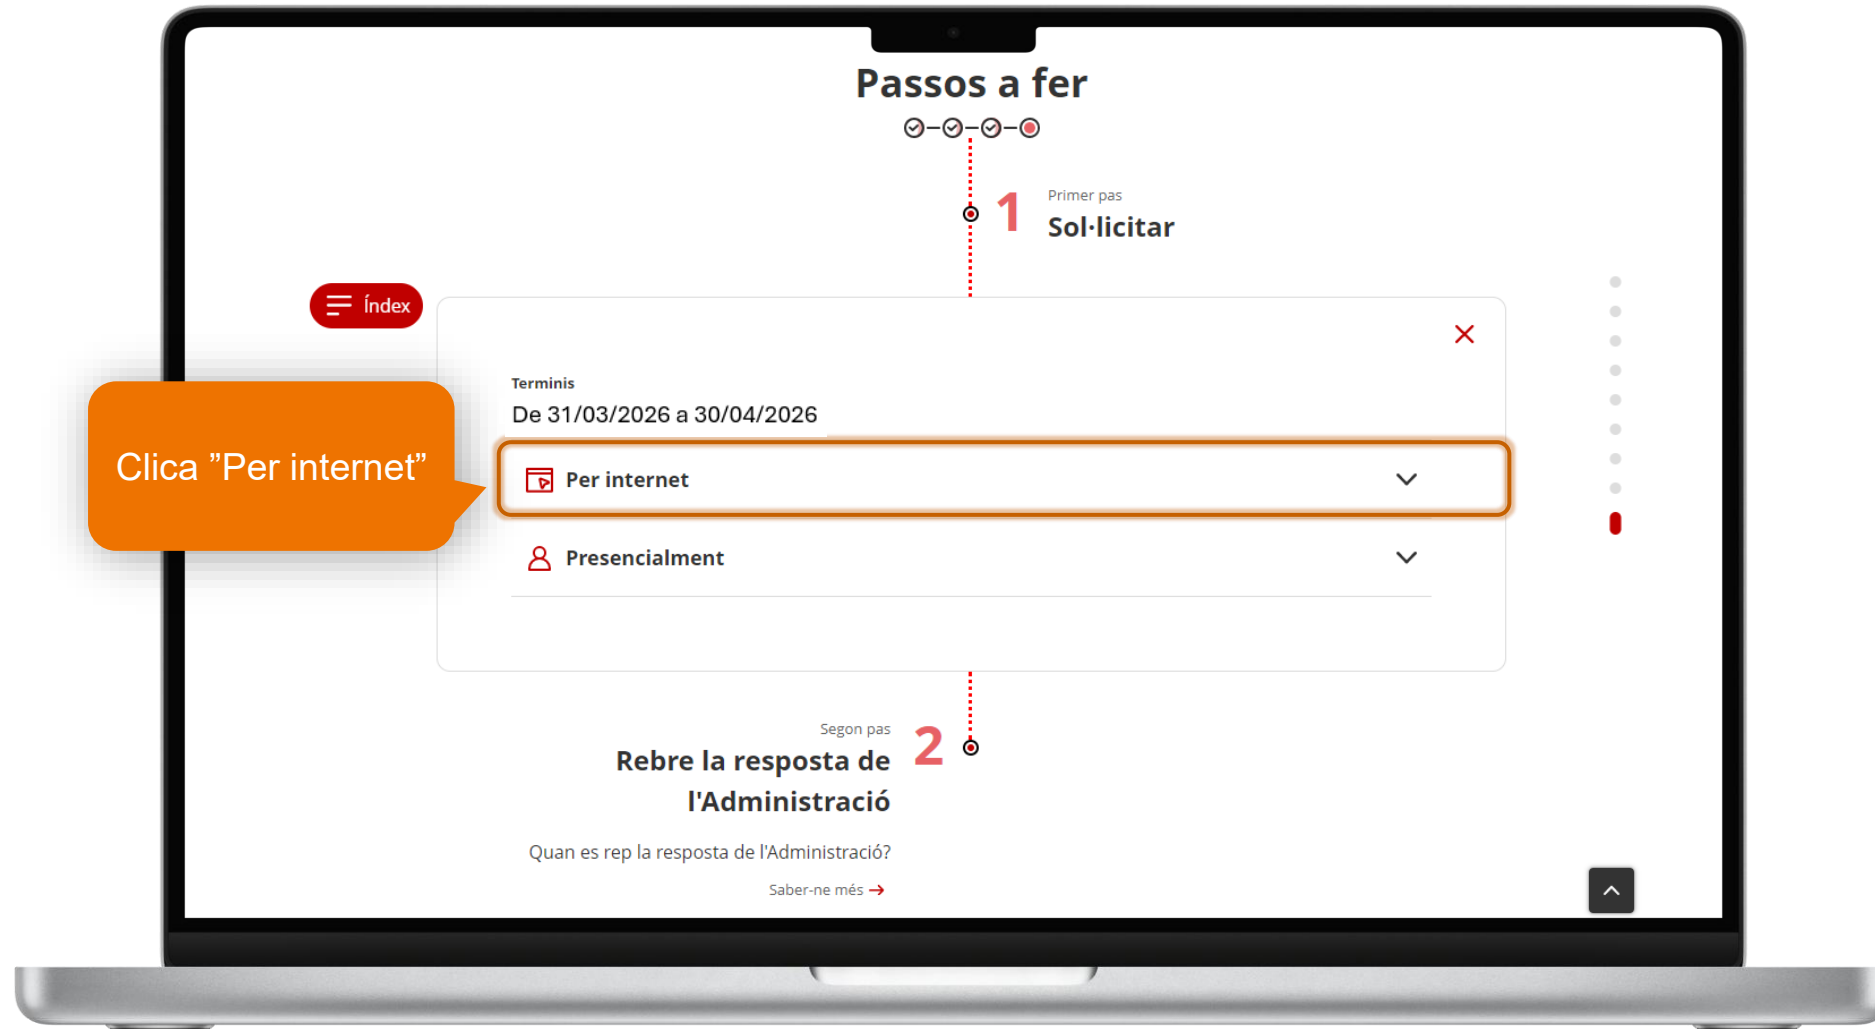 Passos a fer
1
Primer pas
Sol·licitar
Índex
Terminis
De 31/03/2026 a 30/04/2026
Clica ”Per internet”
Per internet
Presencialment
Segon pas
2
Rebre la resposta de
l'Administració
Quan es rep la resposta de l'Administració?
Saber-ne més →